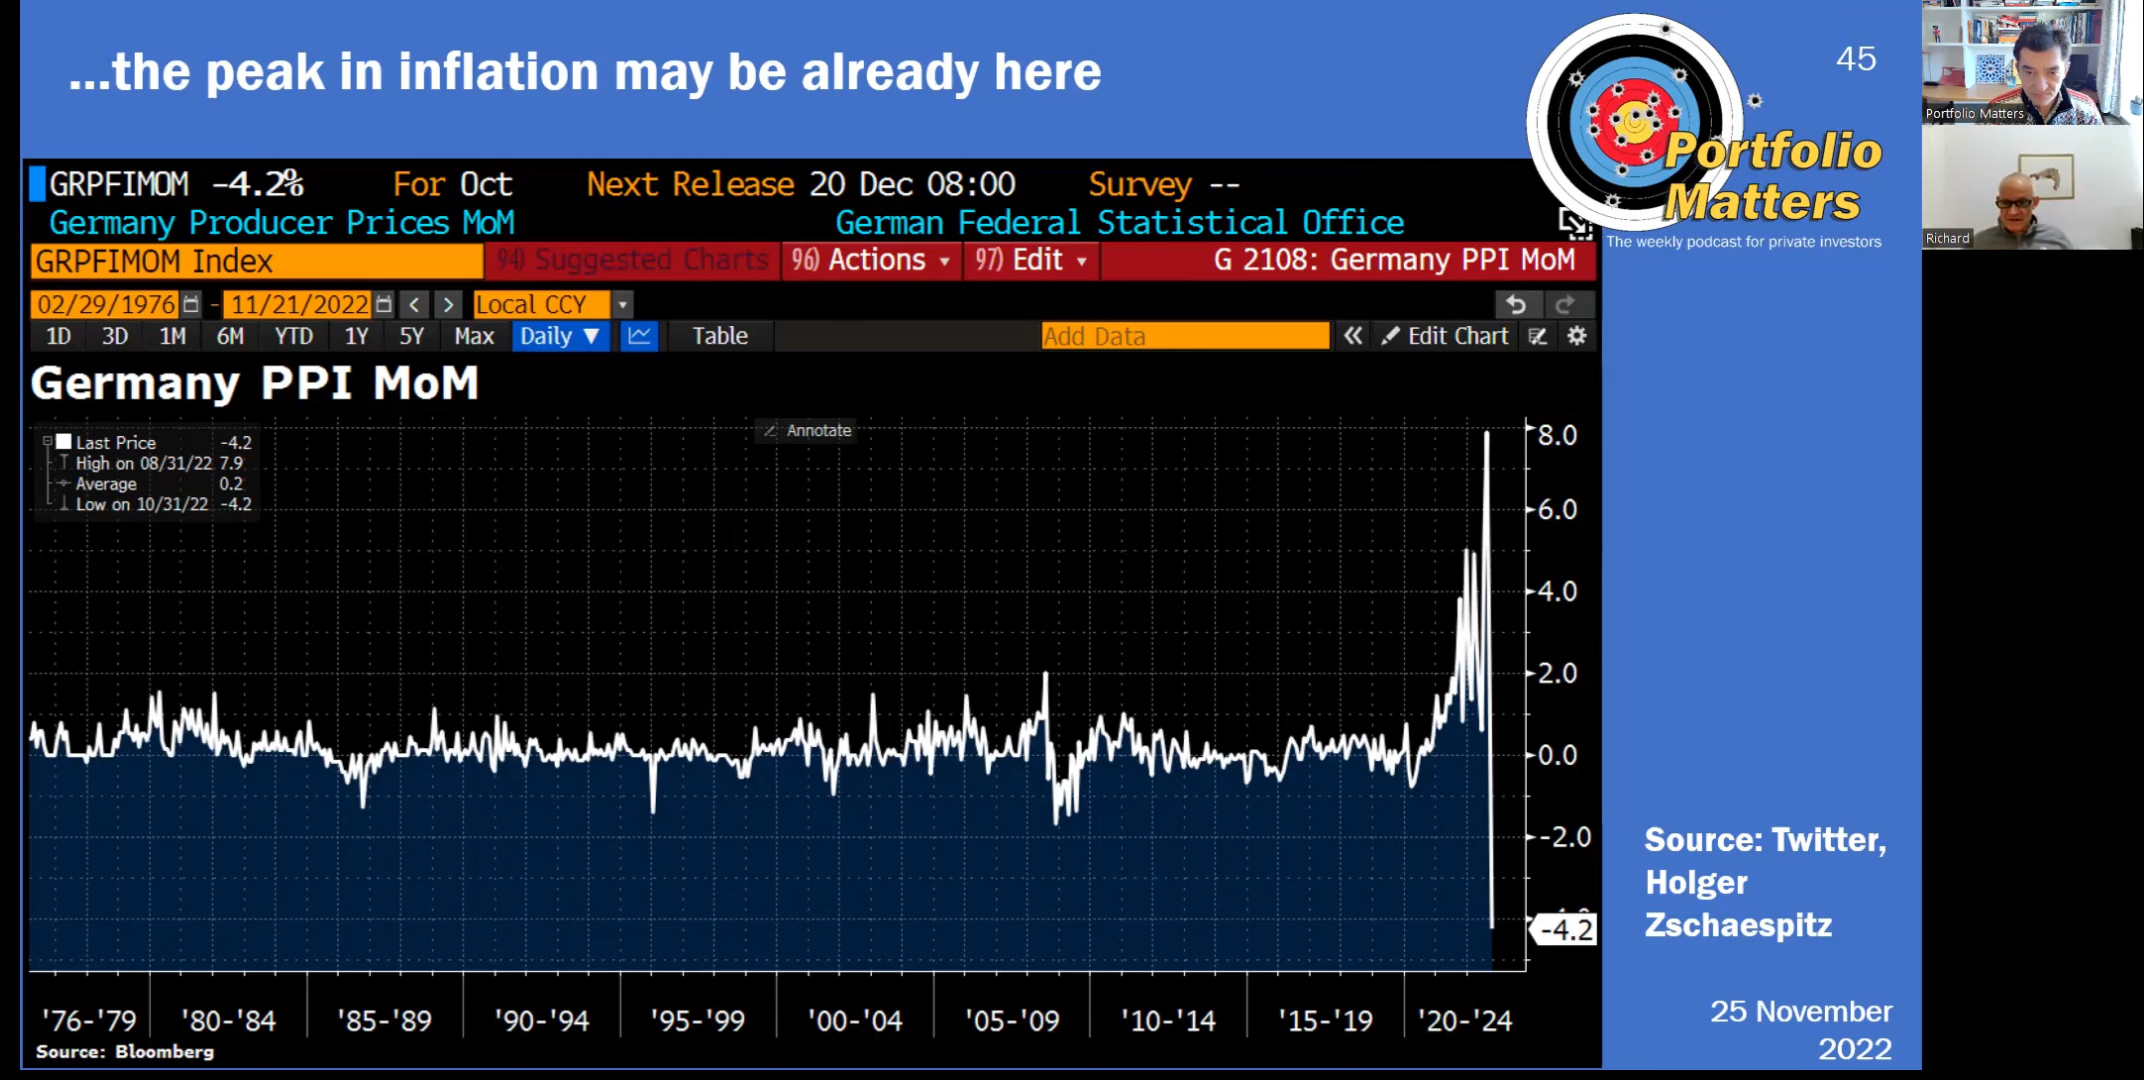 ...the peak in inflation may be already here
45
Portfolio Matters
Richard
Portfolio
Matters
The weekly podcast for private investors
GRPFIMOM -4.2% For Oct Next Release 20 Dec 08:00 Survey --
Germany Producer Prices MoM German Federal Statistical Office
GRPFIMOM Index 94) Suggested Charts 96) Actions 97) Edit G 2108: Germany PPI MoM
02/29/1976 - 11/21/2022 < > Local CCY
1D 3D 1M 6M YTD 1Y 5Y Max Daily ▼ Table Add Data « Edit Chart
Germany PPI MoM
Annotate
Last Price -4.2
High on 08/31/22 7.9
Average 0.2
Low on 10/31/22 -4.2
8.0
6.0
4.0
2.0
0.0
-2.0
-4.2
'76-'79 '80-'84 '85-'89 '90-'94 '95-'99 '00-'04 '05-'09 '10-'14 '15-'19 '20-'24
Source: Bloomberg
Source: Twitter,
Holger
Zschaespitz
25 November
2022